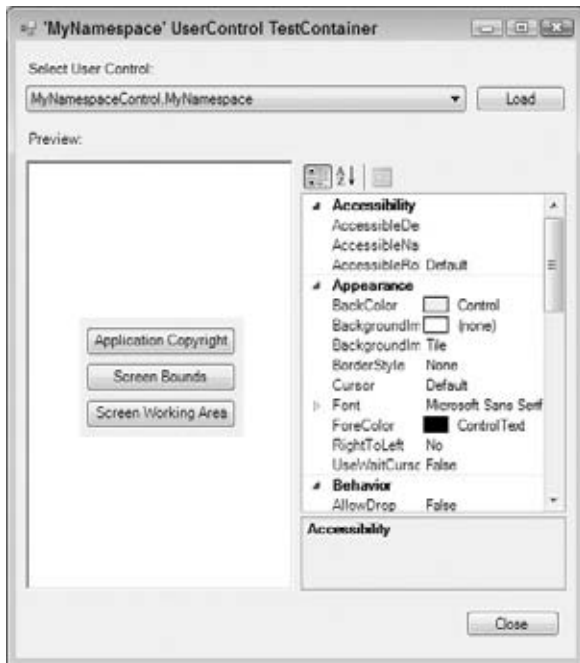 'MyNamespace' UserControl TestContainer
Select User Control:
MyNamespaceControl.MyNamespace
Load
Preview:
Application Copyright
Screen Bounds
Screen Working Area
Accessibility
AccessibleDe
AccessibleNa
AccessibleRo Default
Appearance
BackColor Control
BackgroundIm (none)
BackgroundIm Tile
BorderStyle None
Cursor Default
Font Microsoft Sans Serif
ForeColor ControlText
RightToLeft No
UseWaitCursc False
Behavior
AllowDrop False
Accessibility
Close